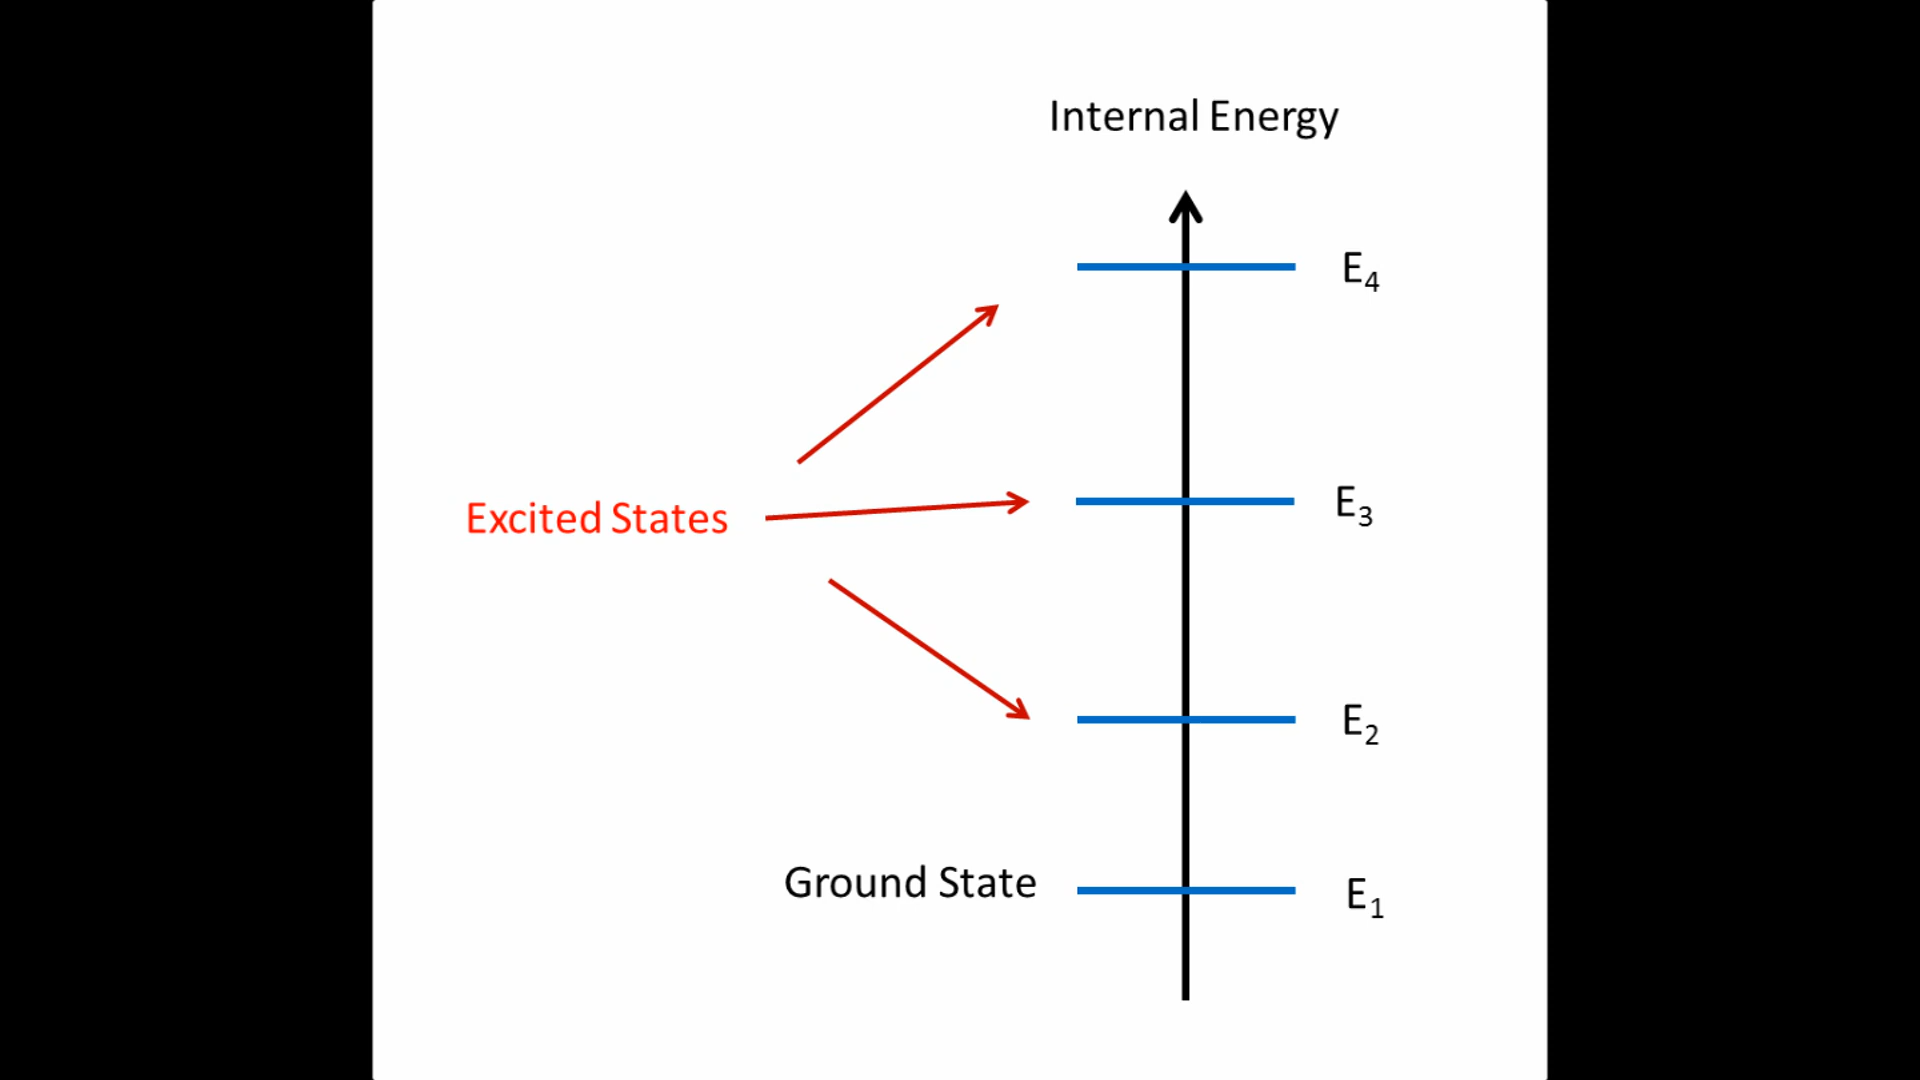 Internal Energy
E₄
Excited States
E₃
E₂
Ground State
E₁